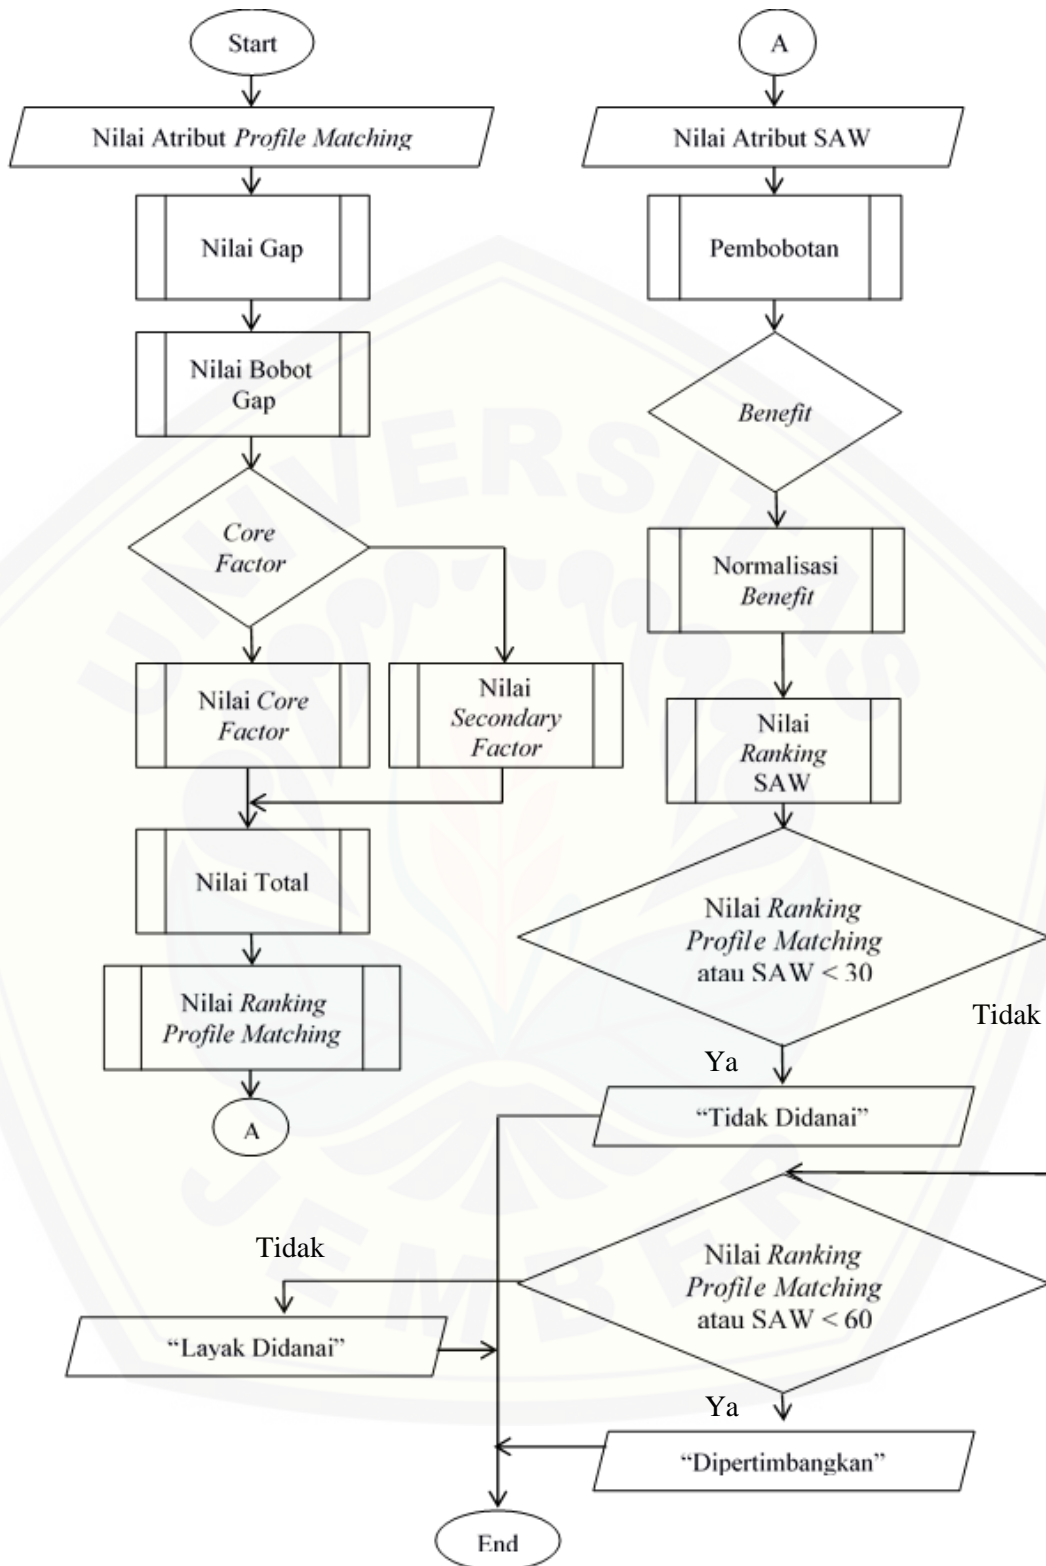 Start
Nilai Atribut Profile Matching
Nilai Gap
Nilai Bobot
Gap
Core
Factor
Nilai Core
Factor
Nilai
Secondary
Factor
Nilai Total
Nilai Ranking
Profile Matching
A
A
Nilai Atribut SAW
Pembobotan
Benefit
Normalisasi
Benefit
Nilai
Ranking
SAW
Nilai Ranking
Profile Matching
atau SAW < 30
Tidak
Ya
“Tidak Didanai”
Nilai Ranking
Profile Matching
atau SAW < 60
Tidak
“Layak Didanai”
Ya
“Dipertimbangkan”
End
UNIVERSITAS
JEMBER